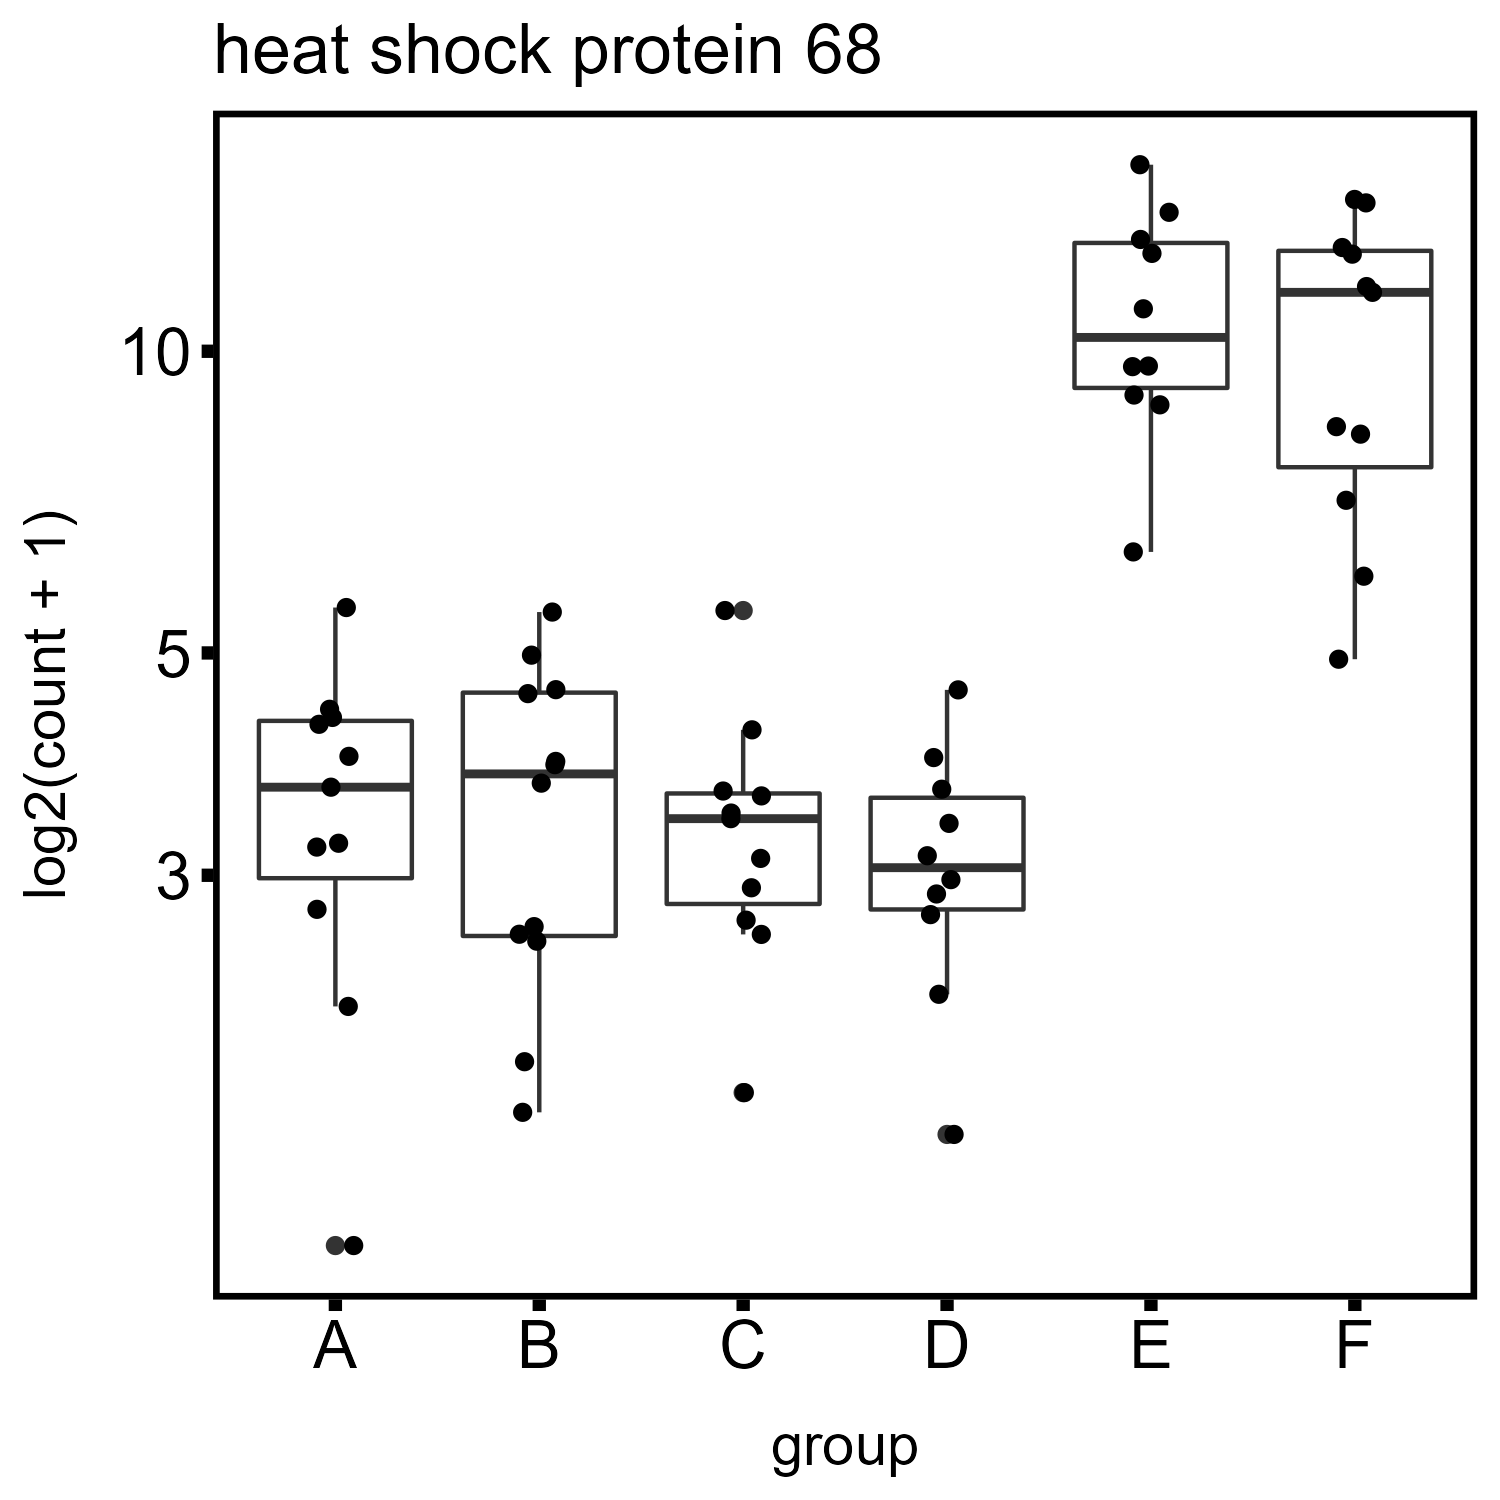 heat shock protein 68
log2(count + 1)
10
5
3
A B C D E F
group